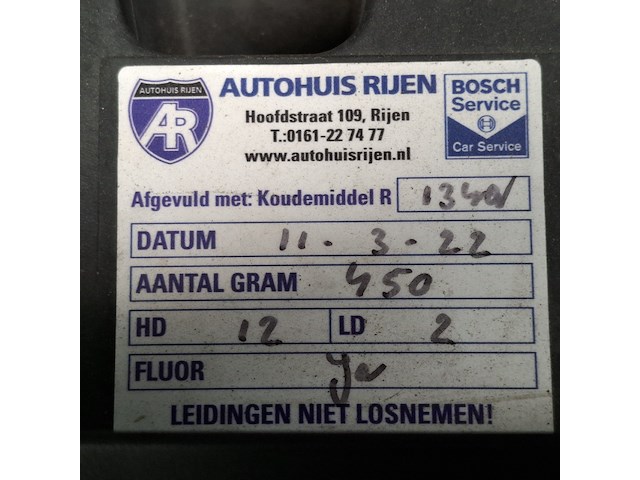 AUTOHUIS RIJEN
AR
AUTOHUIS RIJEN
Hoofdstraat 109, Rijen
T.:0161-22 74 77
www.autohuisrijen.nl
BOSCH
Service
Car Service
Afgevuld met: Koudemiddel R 134a
DATUM 11-3-22
AANTAL GRAM 450
HD 12 LD 2
FLUOR Ja
LEIDINGEN NIET LOSNEMEN!